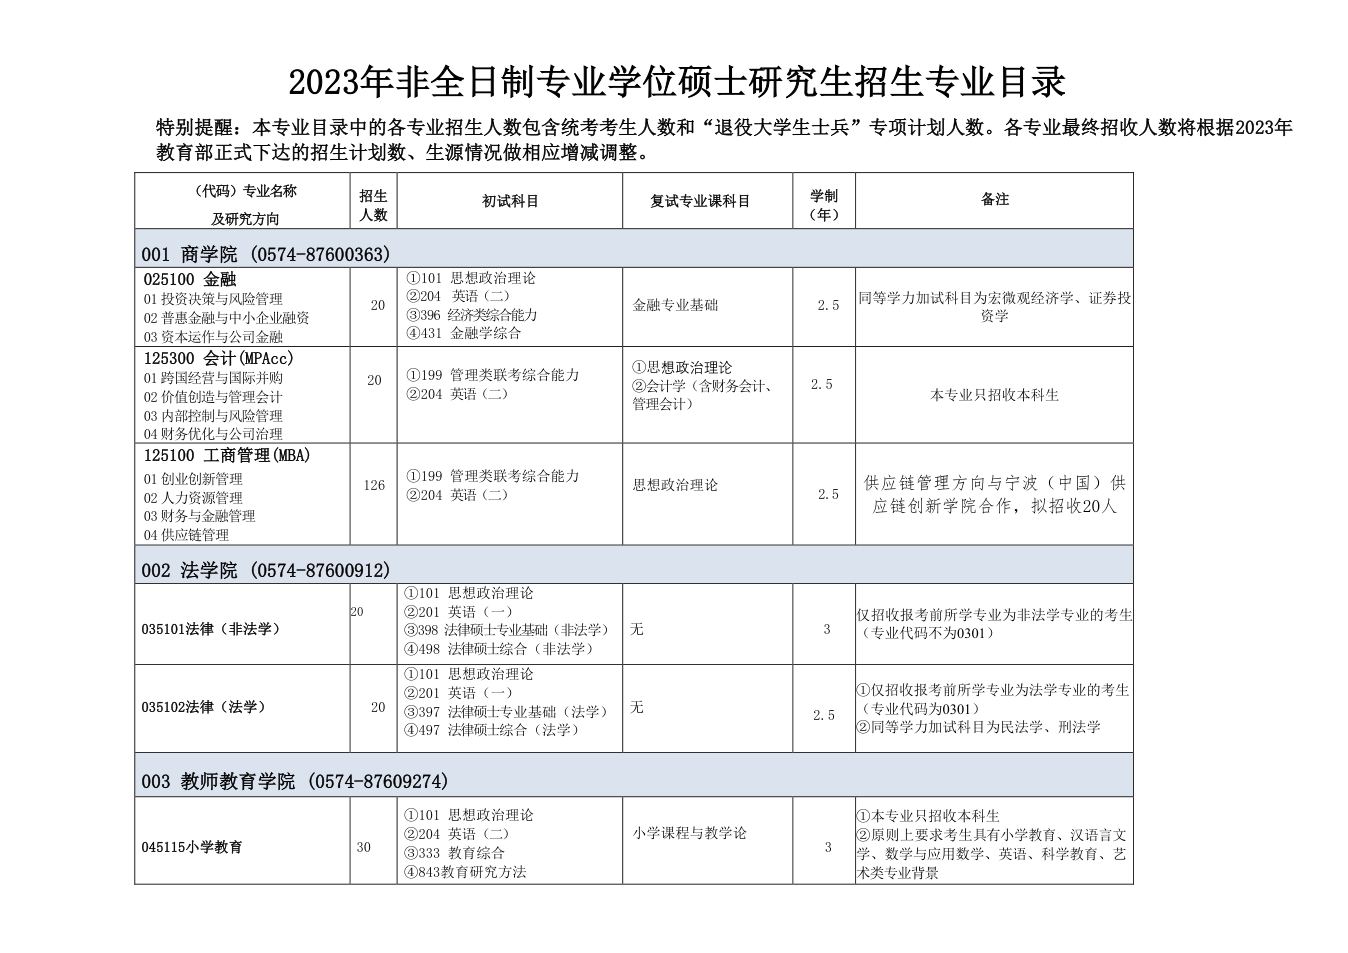 2023年非全日制专业学位硕士研究生招生专业目录
特别提醒：本专业目录中的各专业招生人数包含统考考生人数和“退役大学生士兵”专项计划人数。各专业最终招收人数将根据2023年
教育部正式下达的招生计划数、生源情况做相应增减调整。
（代码）专业名称
及研究方向
招生
人数
初试科目
复试专业课科目
学制
（年）
备注
001 商学院 (0574-87600363)
025100 金融
01 投资决策与风险管理
02 普惠金融与中小企业融资
03 资本运作与公司金融
20
①101 思想政治理论
②204 英语（二）
③396 经济类综合能力
④431 金融学综合
金融专业基础
2.5
同等学力加试科目为宏微观经济学、证券投
资学
125300 会计(MPAcc)
01 跨国经营与国际并购
02 价值创造与管理会计
03 内部控制与风险管理
04 财务优化与公司治理
20
①199 管理类联考综合能力
②204 英语（二）
①思想政治理论
②会计学（含财务会计、
管理会计）
2.5
本专业只招收本科生
125100 工商管理(MBA)
01 创业创新管理
02 人力资源管理
03 财务与金融管理
04 供应链管理
126
①199 管理类联考综合能力
②204 英语（二）
思想政治理论
2.5
供应链管理方向与宁波（中国）供
应链创新学院合作，拟招收20人
002 法学院 (0574-87600912)
035101法律（非法学）
20
①101 思想政治理论
②201 英语（一）
③398 法律硕士专业基础（非法学）
④498 法律硕士综合（非法学）
无
3
仅招收报考前所学专业为非法学专业的考生
（专业代码不为0301）
035102法律（法学）
20
①101 思想政治理论
②201 英语（一）
③397 法律硕士专业基础（法学）
④497 法律硕士综合（法学）
无
2.5
①仅招收报考前所学专业为法学专业的考生
（专业代码为0301）
②同等学力加试科目为民法学、刑法学
003 教师教育学院 (0574-87609274)
045115小学教育
30
①101 思想政治理论
②204 英语（二）
③333 教育综合
④843教育研究方法
小学课程与教学论
3
①本专业只招收本科生
②原则上要求考生具有小学教育、汉语言文
学、数学与应用数学、英语、科学教育、艺
术类专业背景